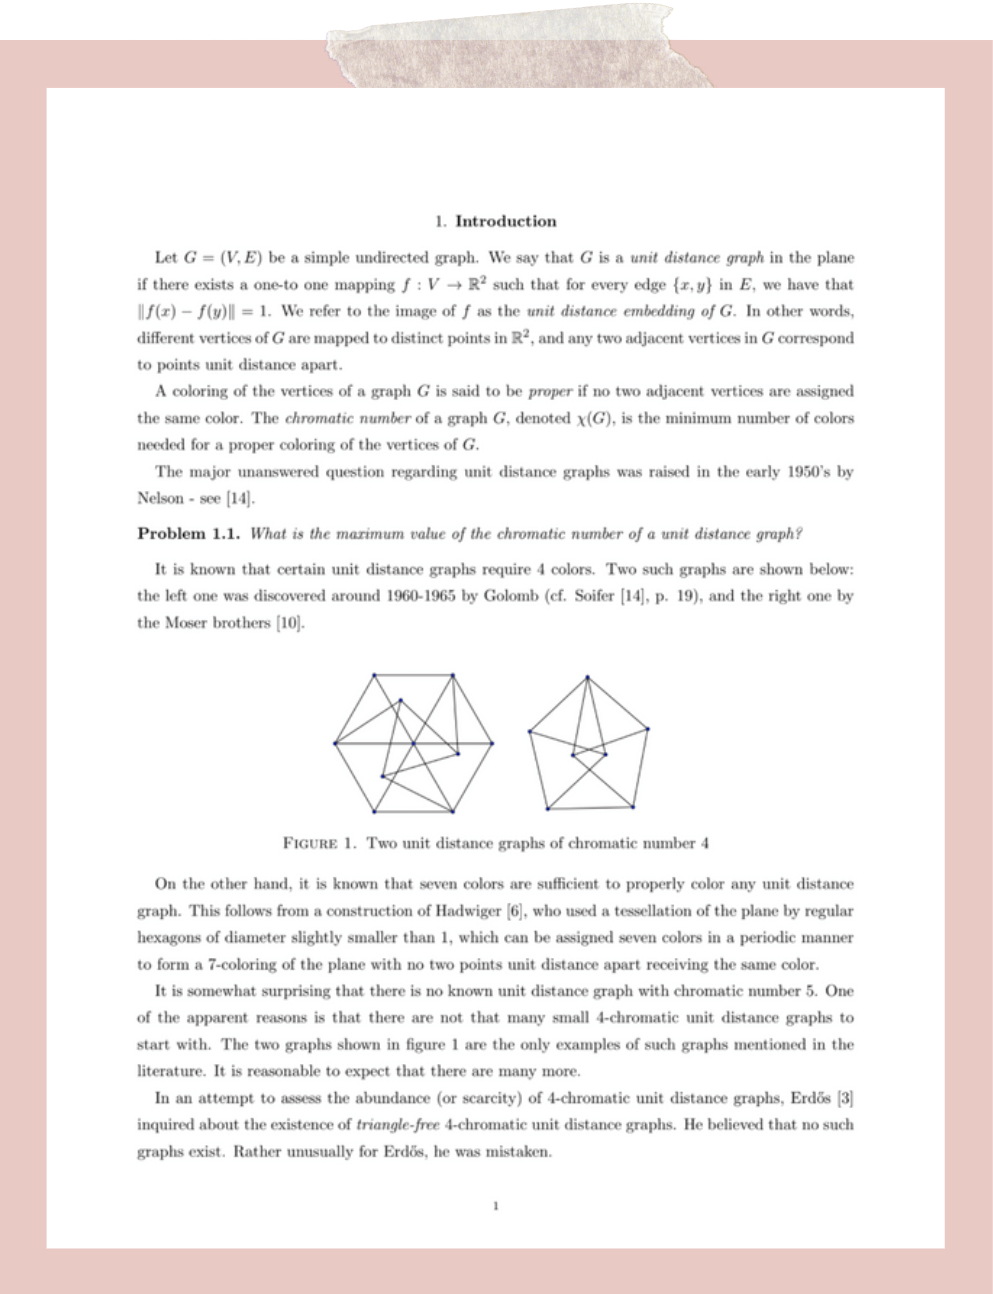 1. Introduction
Let G = (V, E) be a simple undirected graph. We say that G is a unit distance graph in the plane
if there exists a one-to one mapping f : V → ℝ² such that for every edge {x, y} in E, we have that
‖f(x) − f(y)‖ = 1. We refer to the image of f as the unit distance embedding of G. In other words,
different vertices of G are mapped to distinct points in ℝ², and any two adjacent vertices in G correspond
to points unit distance apart.
A coloring of the vertices of a graph G is said to be proper if no two adjacent vertices are assigned
the same color. The chromatic number of a graph G, denoted χ(G), is the minimum number of colors
needed for a proper coloring of the vertices of G.
The major unanswered question regarding unit distance graphs was raised in the early 1950's by
Nelson - see [14].
Problem 1.1. What is the maximum value of the chromatic number of a unit distance graph?
It is known that certain unit distance graphs require 4 colors. Two such graphs are shown below:
the left one was discovered around 1960-1965 by Golomb (cf. Soifer [14], p. 19), and the right one by
the Moser brothers [10].
FIGURE 1. Two unit distance graphs of chromatic number 4
On the other hand, it is known that seven colors are sufficient to properly color any unit distance
graph. This follows from a construction of Hadwiger [6], who used a tessellation of the plane by regular
hexagons of diameter slightly smaller than 1, which can be assigned seven colors in a periodic manner
to form a 7-coloring of the plane with no two points unit distance apart receiving the same color.
It is somewhat surprising that there is no known unit distance graph with chromatic number 5. One
of the apparent reasons is that there are not that many small 4-chromatic unit distance graphs to
start with. The two graphs shown in figure 1 are the only examples of such graphs mentioned in the
literature. It is reasonable to expect that there are many more.
In an attempt to assess the abundance (or scarcity) of 4-chromatic unit distance graphs, Erdős [3]
inquired about the existence of triangle-free 4-chromatic unit distance graphs. He believed that no such
graphs exist. Rather unusually for Erdős, he was mistaken.
1